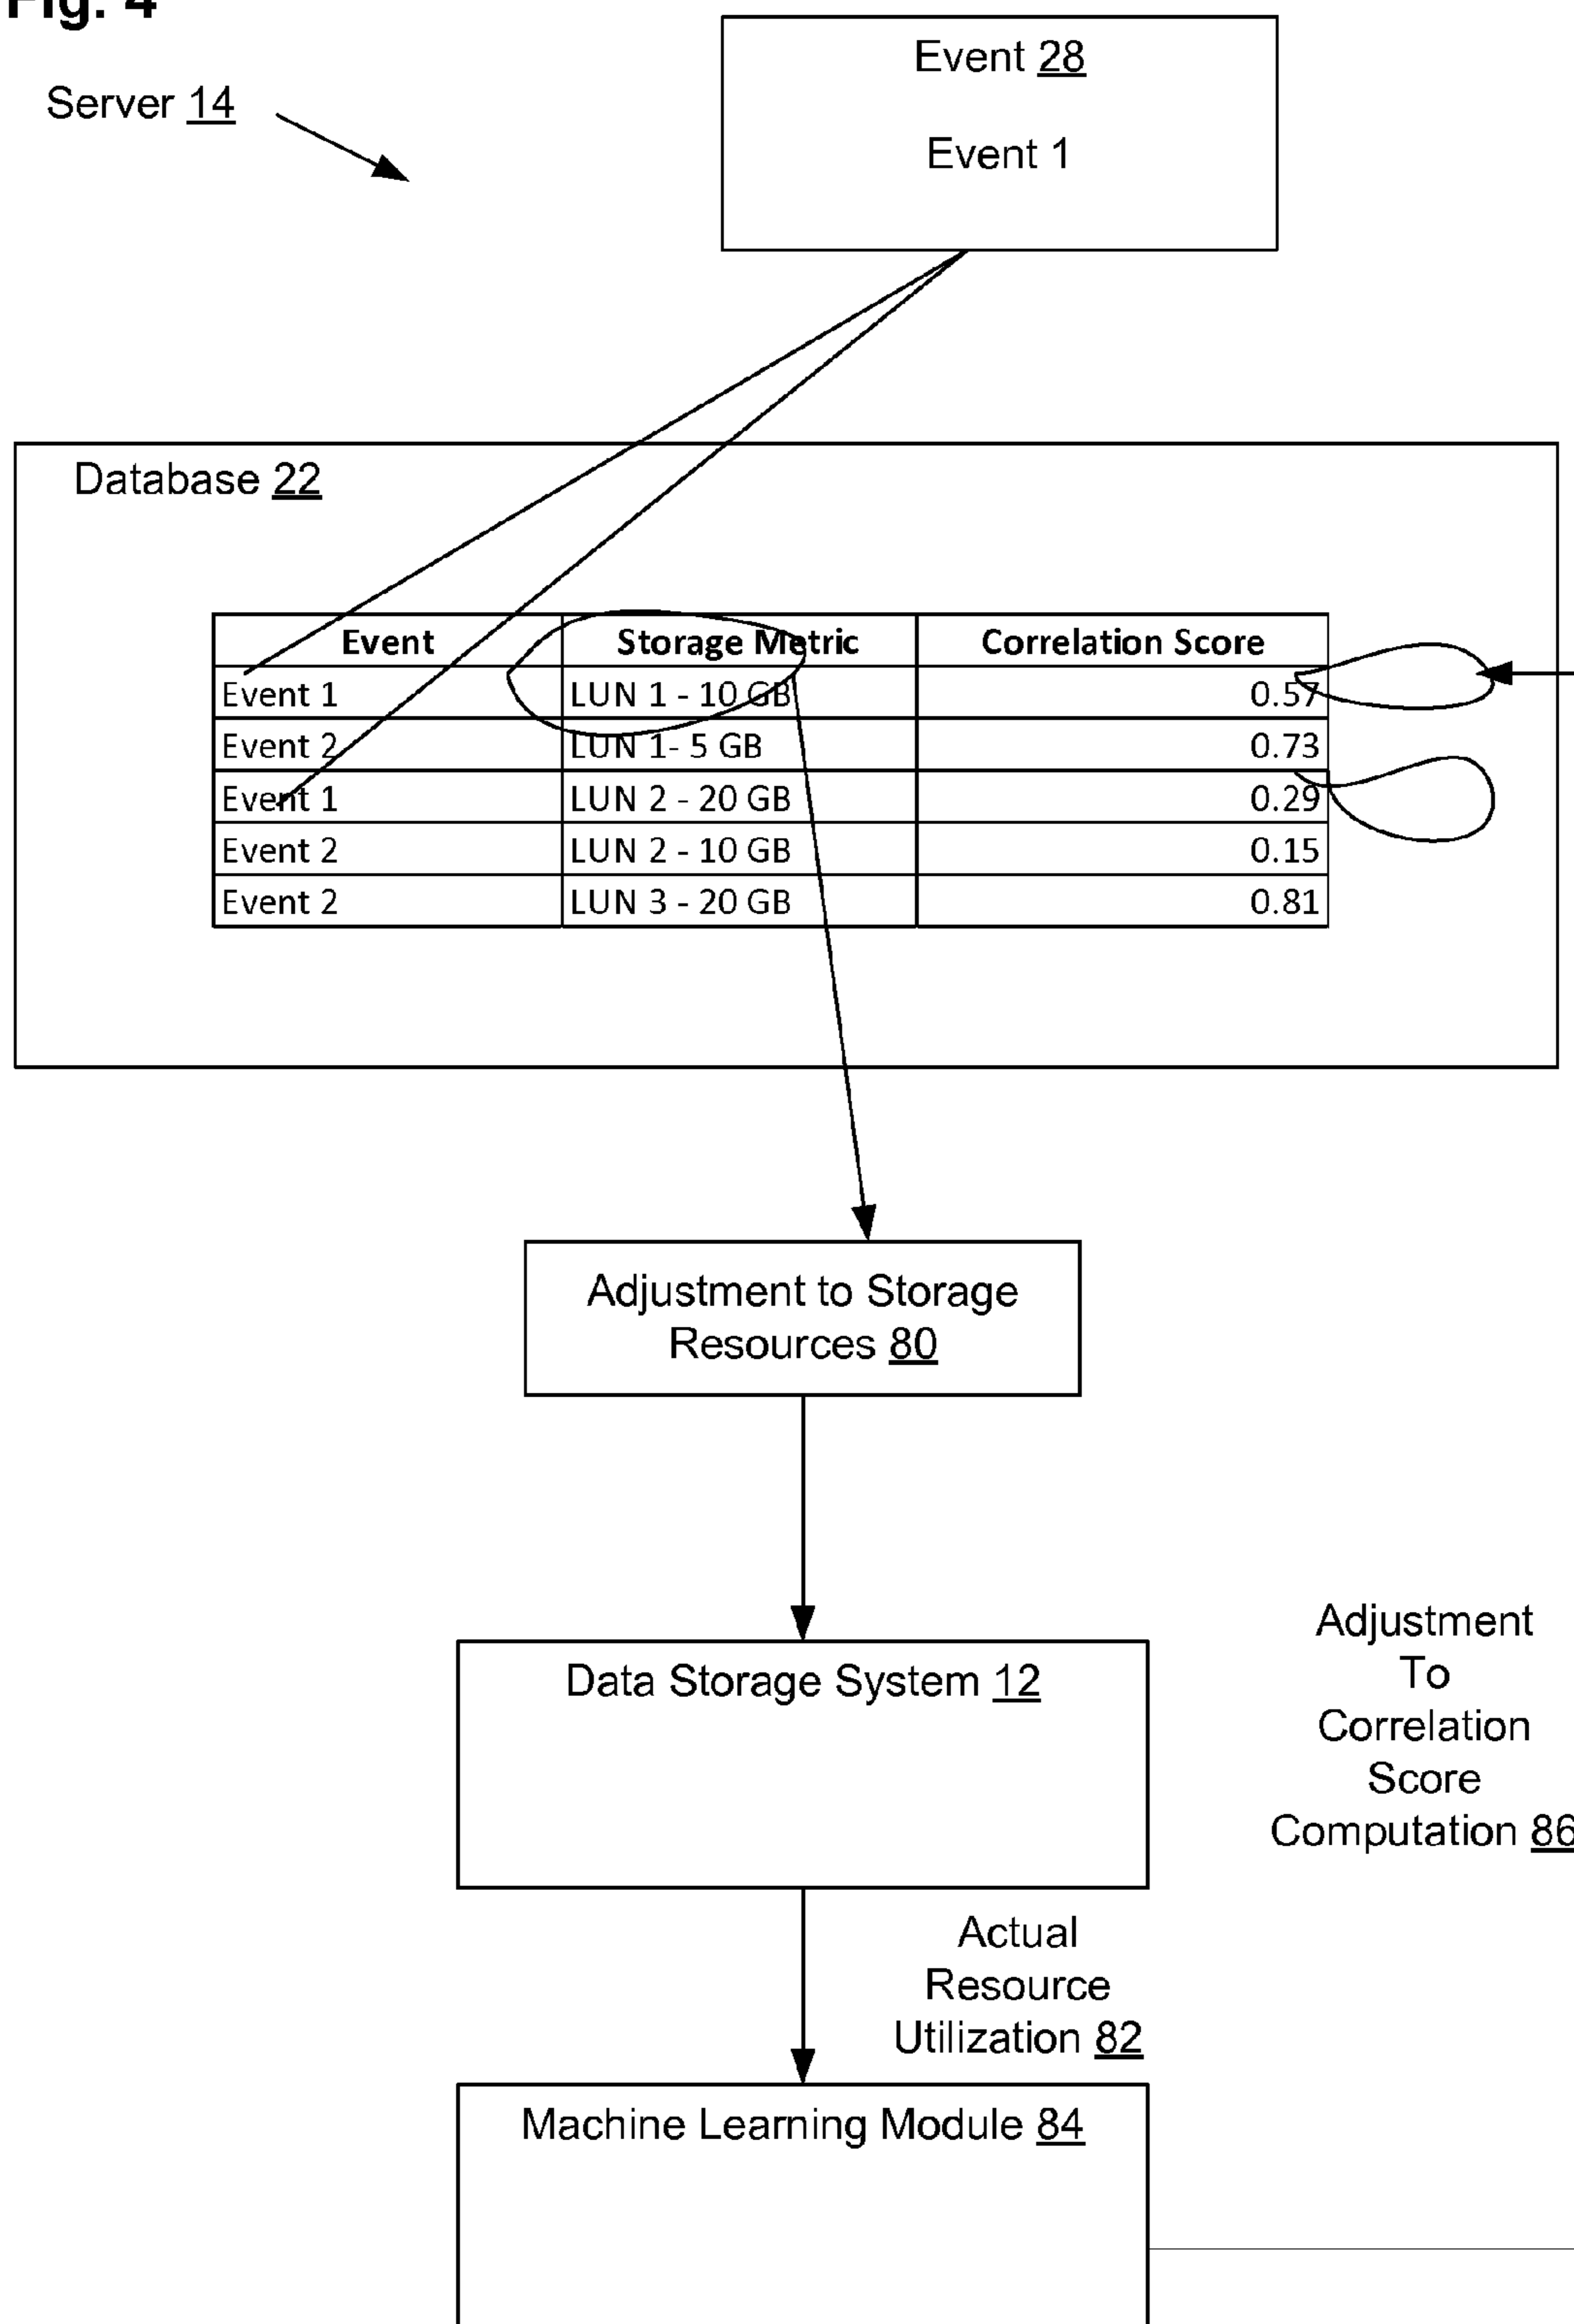 Fig. 4
Event 28
Server 14
Event 1
Database 22
Event Storage Metric Correlation Score
Event 1 LUN 1 - 10 GB 0.57
Event 2 LUN 1- 5 GB 0.73
Event 1 LUN 2 - 20 GB 0.29
Event 2 LUN 2 - 10 GB 0.15
Event 2 LUN 3 - 20 GB 0.81
Adjustment to Storage
Resources 80
Data Storage System 12
Adjustment
To
Correlation
Score
Computation 86
Actual
Resource
Utilization 82
Machine Learning Module 84